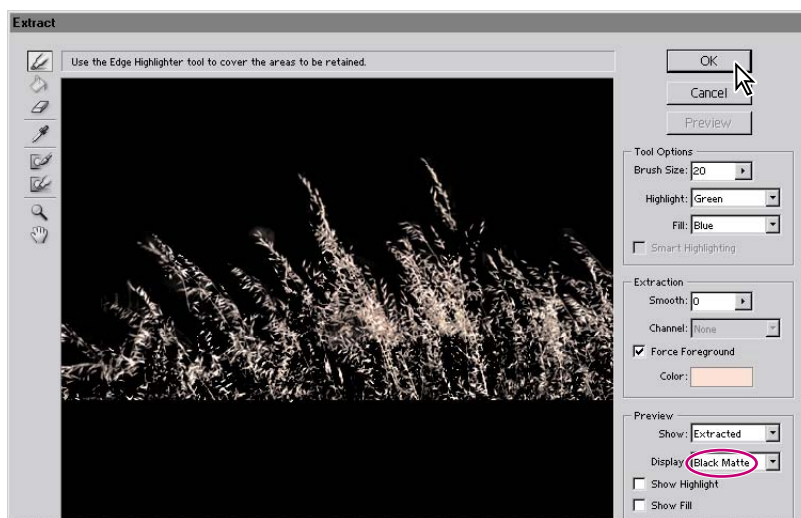 Extract
Use the Edge Highlighter tool to cover the areas to be retained.
OK
Cancel
Preview
Tool Options
Brush Size: 20
Highlight: Green
Fill: Blue
Smart Highlighting
Extraction
Smooth: 0
Channel: None
Force Foreground
Color:
Preview
Show: Extracted
Display: Black Matte
Show Highlight
Show Fill